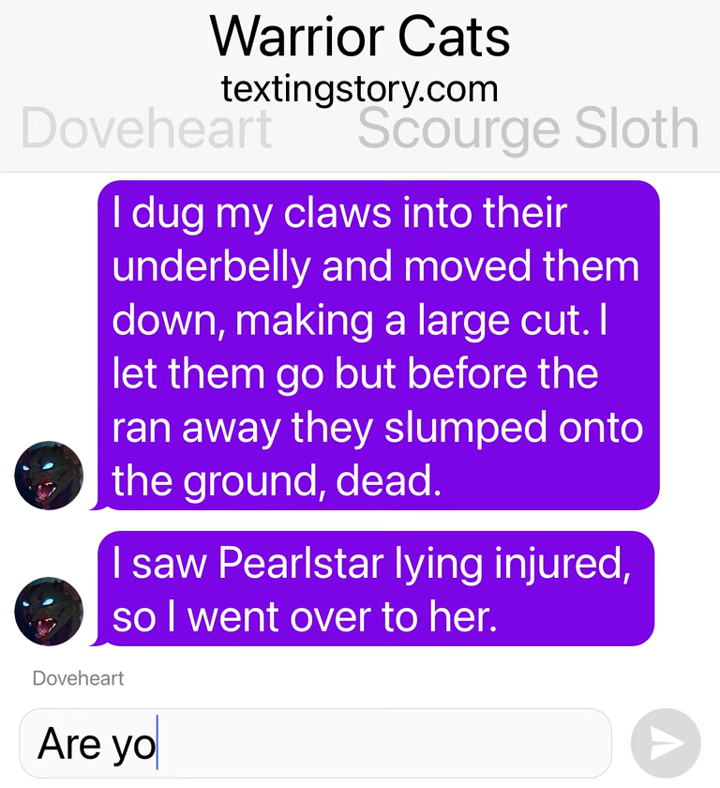 Warrior Cats
textingstory.com
Doveheart Scourge Sloth
I dug my claws into their
underbelly and moved them
down, making a large cut. I
let them go but before the
ran away they slumped onto
the ground, dead.
I saw Pearlstar lying injured,
so I went over to her.
Doveheart
Are yo